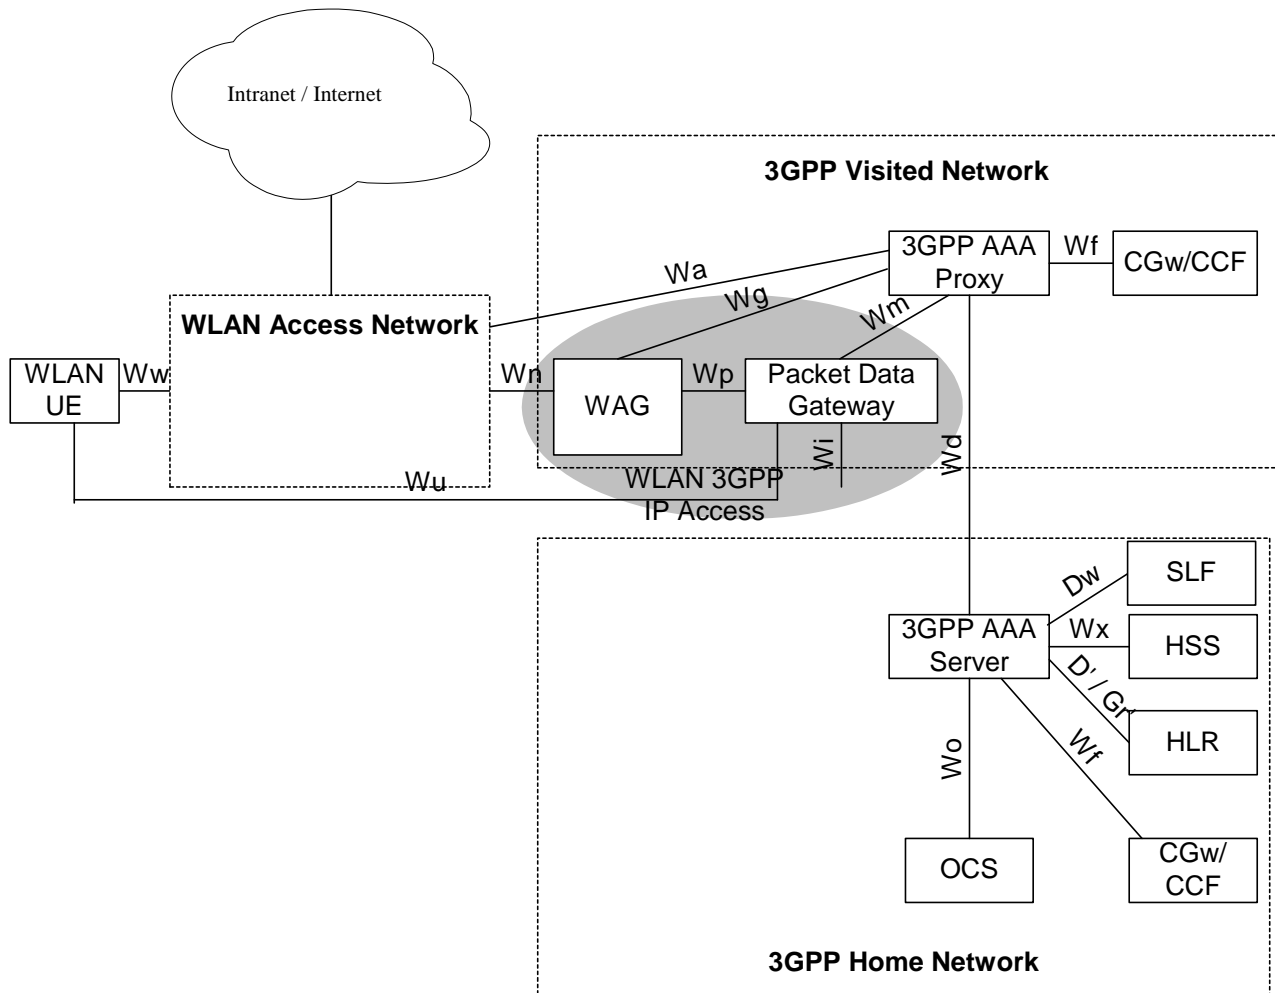 Intranet / Internet
3GPP Visited Network
3GPP AAA
Proxy
Wf
CGw/CCF
Wa
Wg
Wm
WLAN Access Network
WLAN
UE
Ww
Wn
WAG
Wp
Packet Data
Gateway
Wi
Wd
Wu
WLAN 3GPP
IP Access
SLF
Dw
3GPP AAA
Server
Wx
HSS
D' / Gr'
HLR
Wf
Wo
OCS
CGw/
CCF
3GPP Home Network